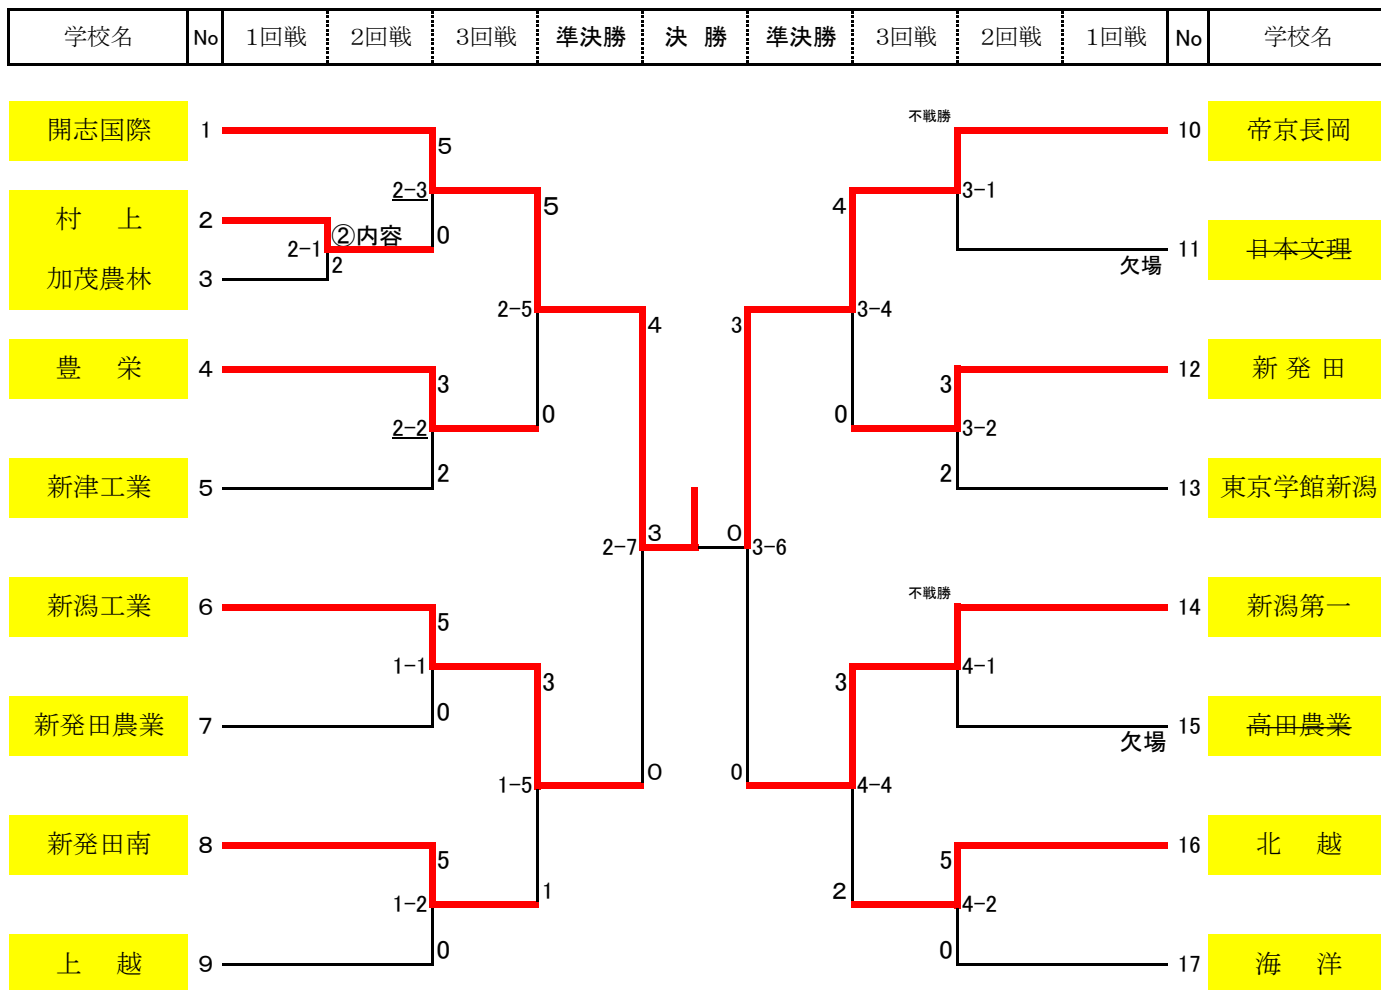 学校名 No 1回戦 2回戦 3回戦 準決勝 決 勝 準決勝 3回戦 2回戦 1回戦 No 学校名
不戦勝
開志国際 1 10 帝京長岡
5
2-3 3-1
5 4
村 上 2
②内容 0
2-1 11 日本文理
2 欠場
加茂農林 3
2-5 3-4
4 3
豊 栄 4 12 新 発 田
3 3
0 0
2-2 3-2
2 2
新津工業 5 13 東京学館新潟
3 0
2-7 3-6
不戦勝
新潟工業 6 14 新潟第一
5
1-1 4-1
3 3
0
新発田農業 7 15 高田農業
欠場
0 0
1-5 4-4
新発田南 8 16 北 越
5 5
1 2
1-2 4-2
0 0
上 越 9 17 海 洋